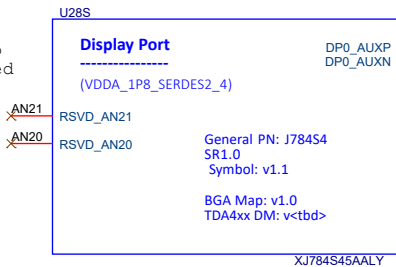 U28S
Display Port
----------------
(VDDA_1P8_SERDES2_4)
DP0_AUXP
DP0_AUXN
ed
AN21
RSVD_AN21
AN20
RSVD_AN20
General PN: J784S4
SR1.0
Symbol: v1.1
BGA Map: v1.0
TDA4xx DM: v<tbd>
XJ784S45AALY